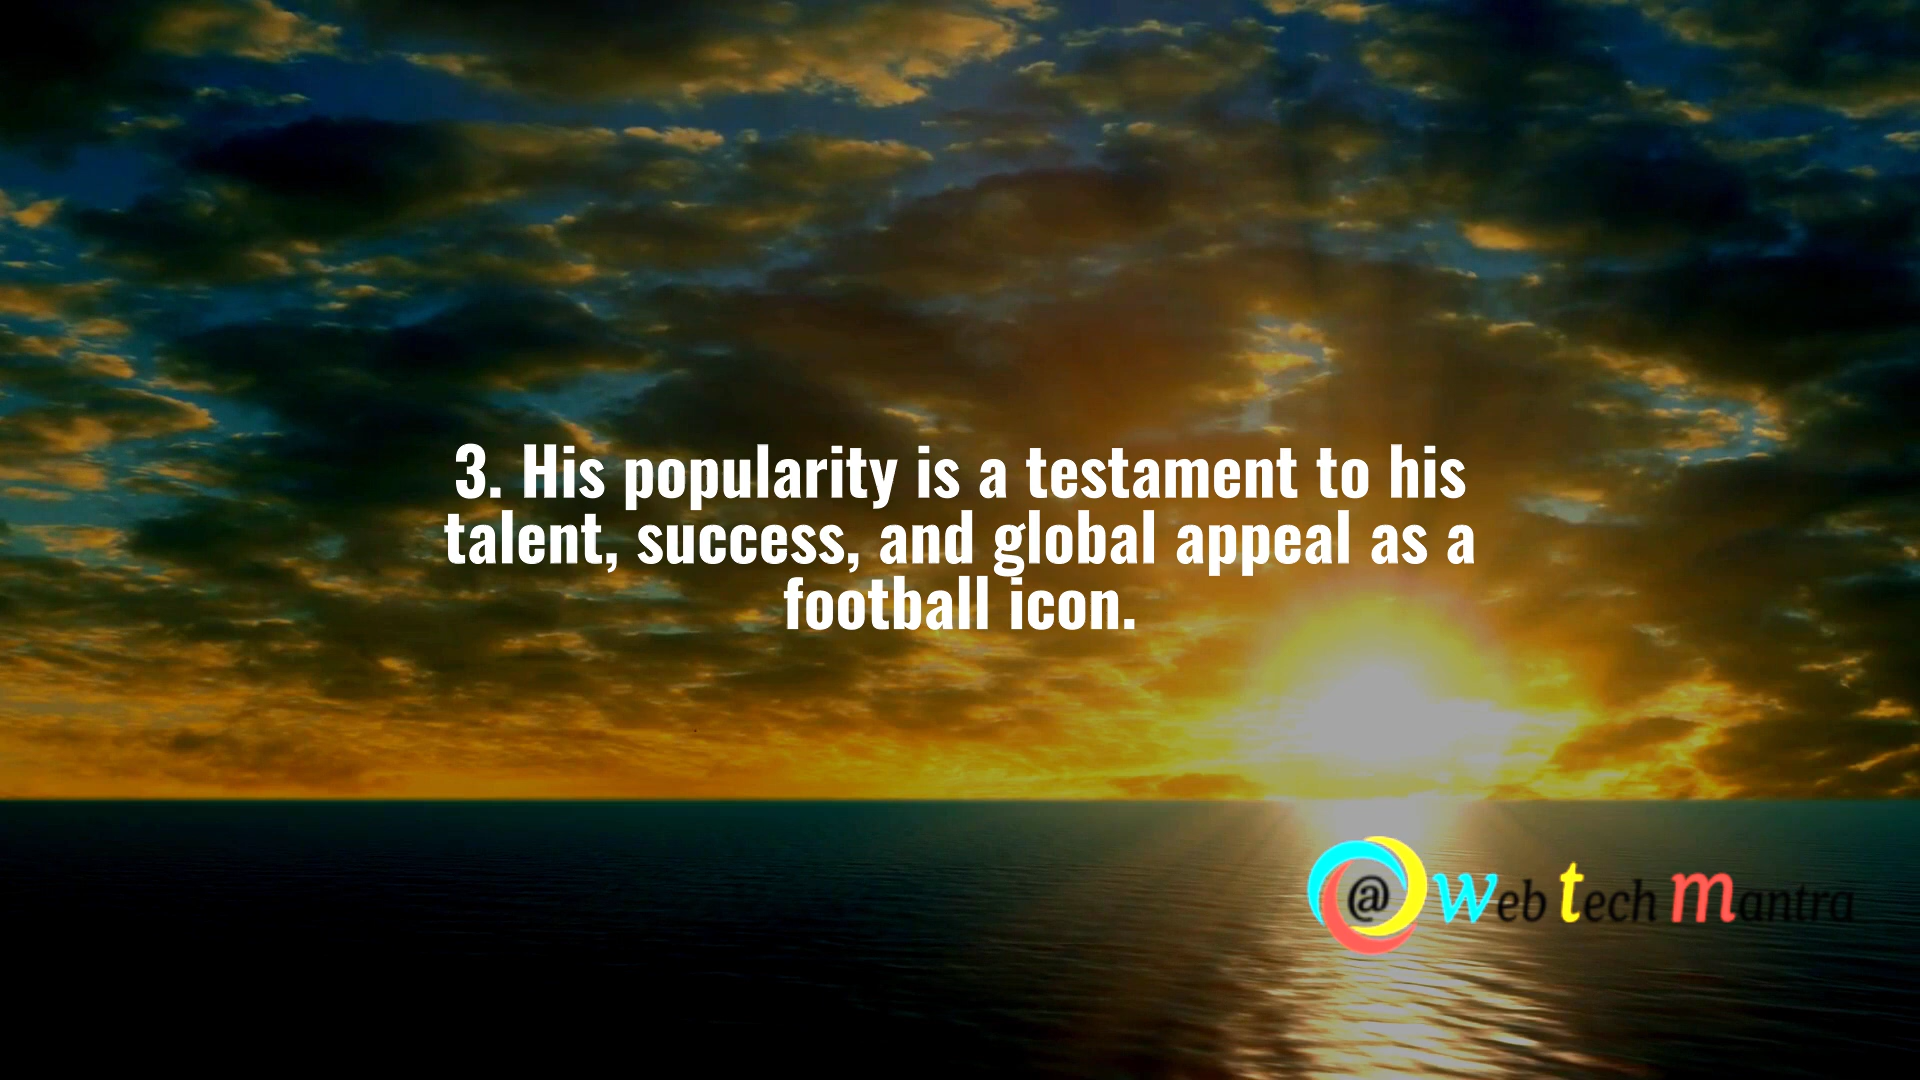 3. His popularity is a testament to his
talent, success, and global appeal as a
football icon.
@ Web tech Mantra